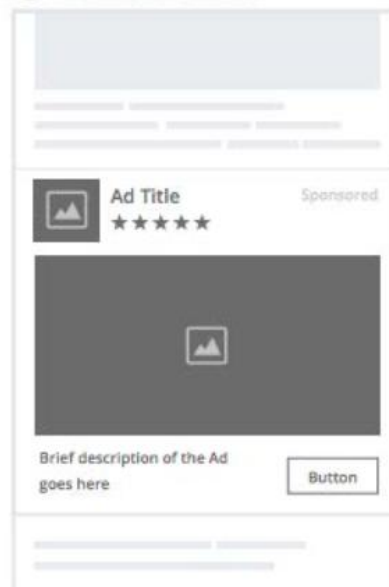 Ad Title
Sponsored
Brief description of the Ad
goes here
Button